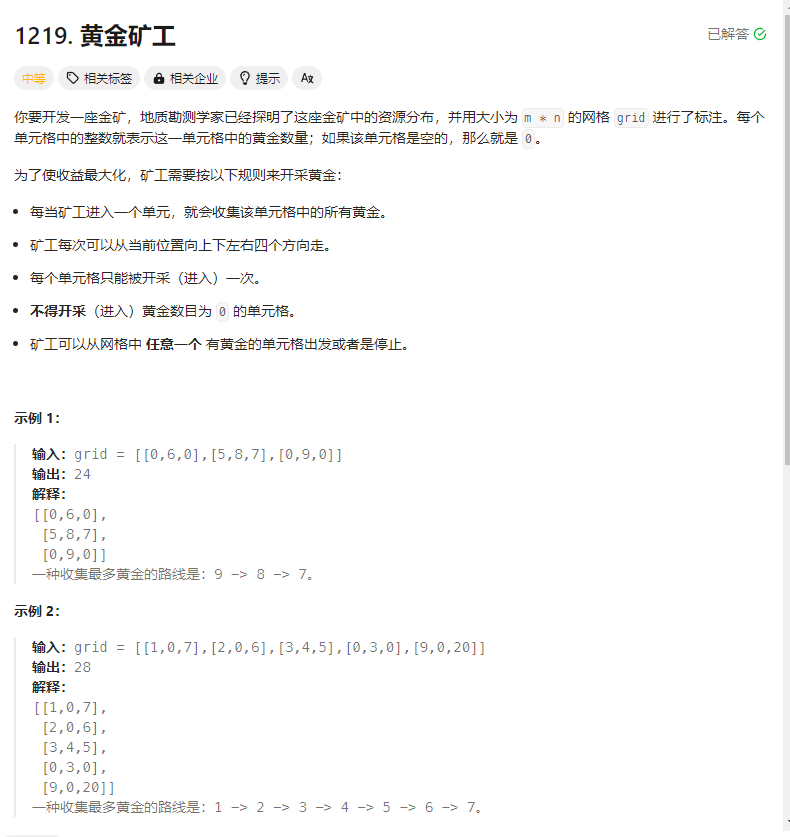 1219. 黄金矿工
已解答
中等 相关标签 相关企业 提示 Aあ
你要开发一座金矿，地质勘测学家已经探明了这座金矿中的资源分布，并用大小为 m * n 的网格 grid 进行了标注。每个
单元格中的整数就表示这一单元格中的黄金数量；如果该单元格是空的，那么就是 0。
为了使收益最大化，矿工需要按以下规则来开采黄金：
每当矿工进入一个单元，就会收集该单元格中的所有黄金。
矿工每次可以从当前位置向上下左右四个方向走。
每个单元格只能被开采（进入）一次。
不得开采（进入）黄金数目为 0 的单元格。
矿工可以从网格中 任意一个 有黄金的单元格出发或者是停止。
示例 1：
输入：grid = [[0,6,0],[5,8,7],[0,9,0]]
输出：24
解释：
[[0,6,0],
[5,8,7],
[0,9,0]]
一种收集最多黄金的路线是：9 -> 8 -> 7。
示例 2：
输入：grid = [[1,0,7],[2,0,6],[3,4,5],[0,3,0],[9,0,20]]
输出：28
解释：
[[1,0,7],
[2,0,6],
[3,4,5],
[0,3,0],
[9,0,20]]
一种收集最多黄金的路线是：1 -> 2 -> 3 -> 4 -> 5 -> 6 -> 7。